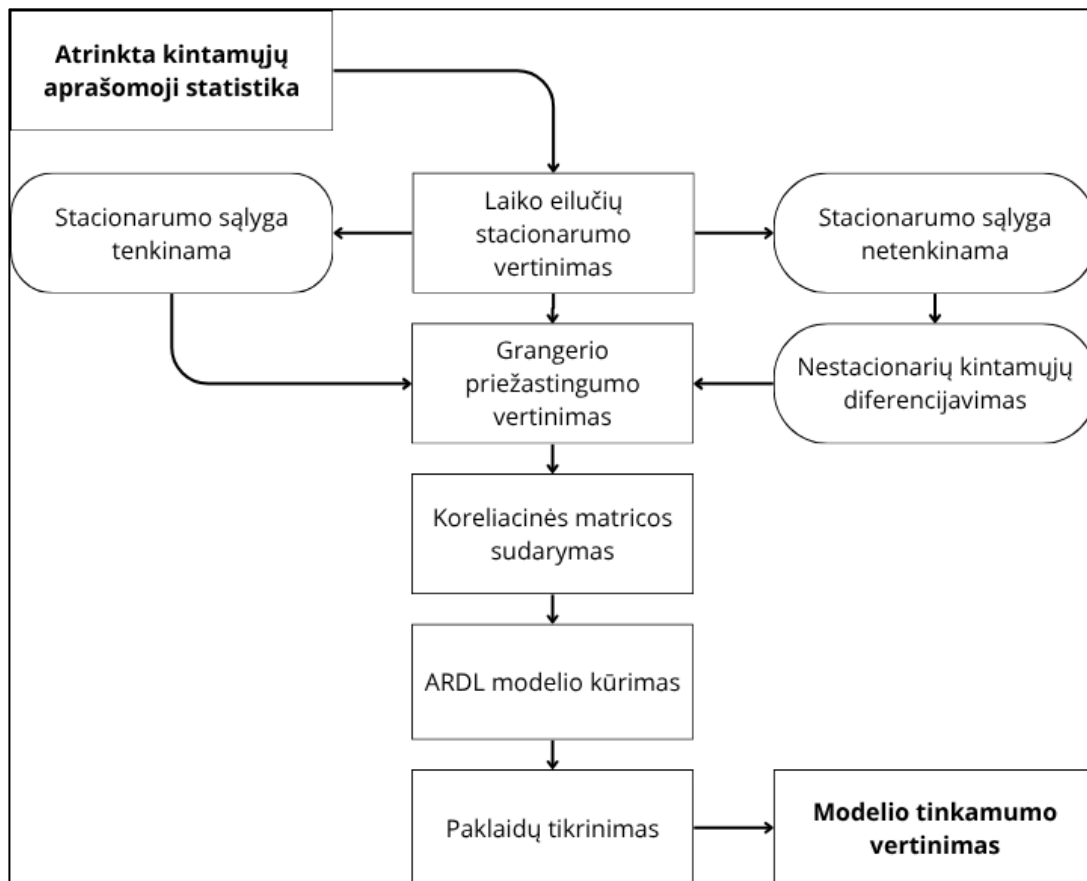 Atrinkta kintamųjų
aprašomoji statistika
Stacionarumo sąlyga
tenkinama
Laiko eilučių
stacionarumo
vertinimas
Stacionarumo sąlyga
netenkinama
Grangerio
priežastingumo
vertinimas
Nestacionarių kintamųjų
diferencijavimas
Koreliacinės matricos
sudarymas
ARDL modelio kūrimas
Paklaidų tikrinimas
Modelio tinkamumo
vertinimas